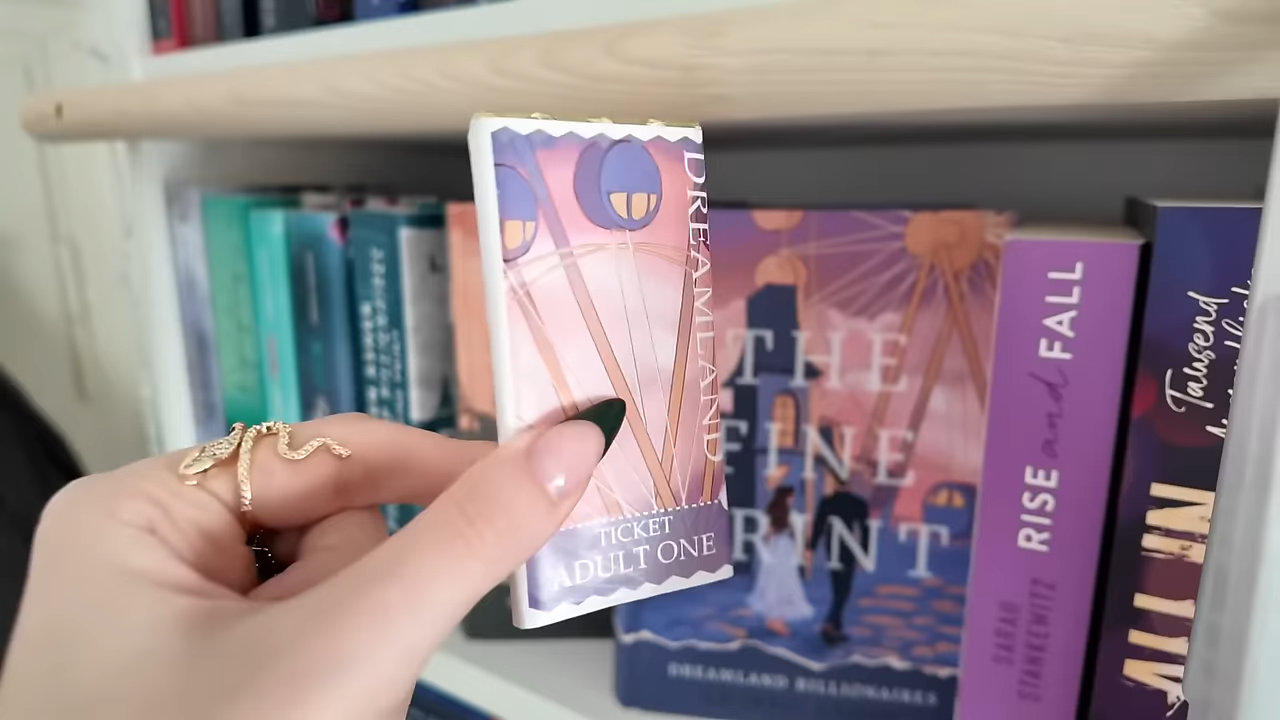 DREAMLAND
TICKET
ADULT ONE
THE
FINE
PRINT
DREAMLAND BILLIONAIRES
RISE and FALL
SARAH
STANKEWITZ
Tausend
ALL IN